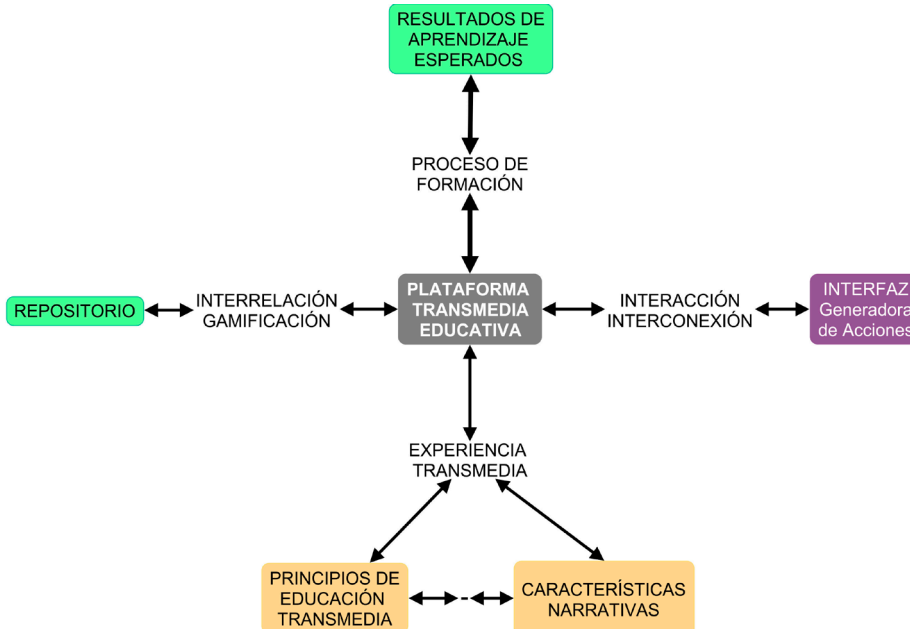 RESULTADOS DE
APRENDIZAJE
ESPERADOS
PROCESO DE
FORMACIÓN
REPOSITORIO
INTERRELACIÓN
GAMIFICACIÓN
PLATAFORMA
TRANSMEDIA
EDUCATIVA
INTERACCIÓN
INTERCONEXIÓN
INTERFAZ
Generadora
de Acciones
EXPERIENCIA
TRANSMEDIA
PRINCIPIOS DE
EDUCACIÓN
TRANSMEDIA
CARACTERÍSTICAS
NARRATIVAS